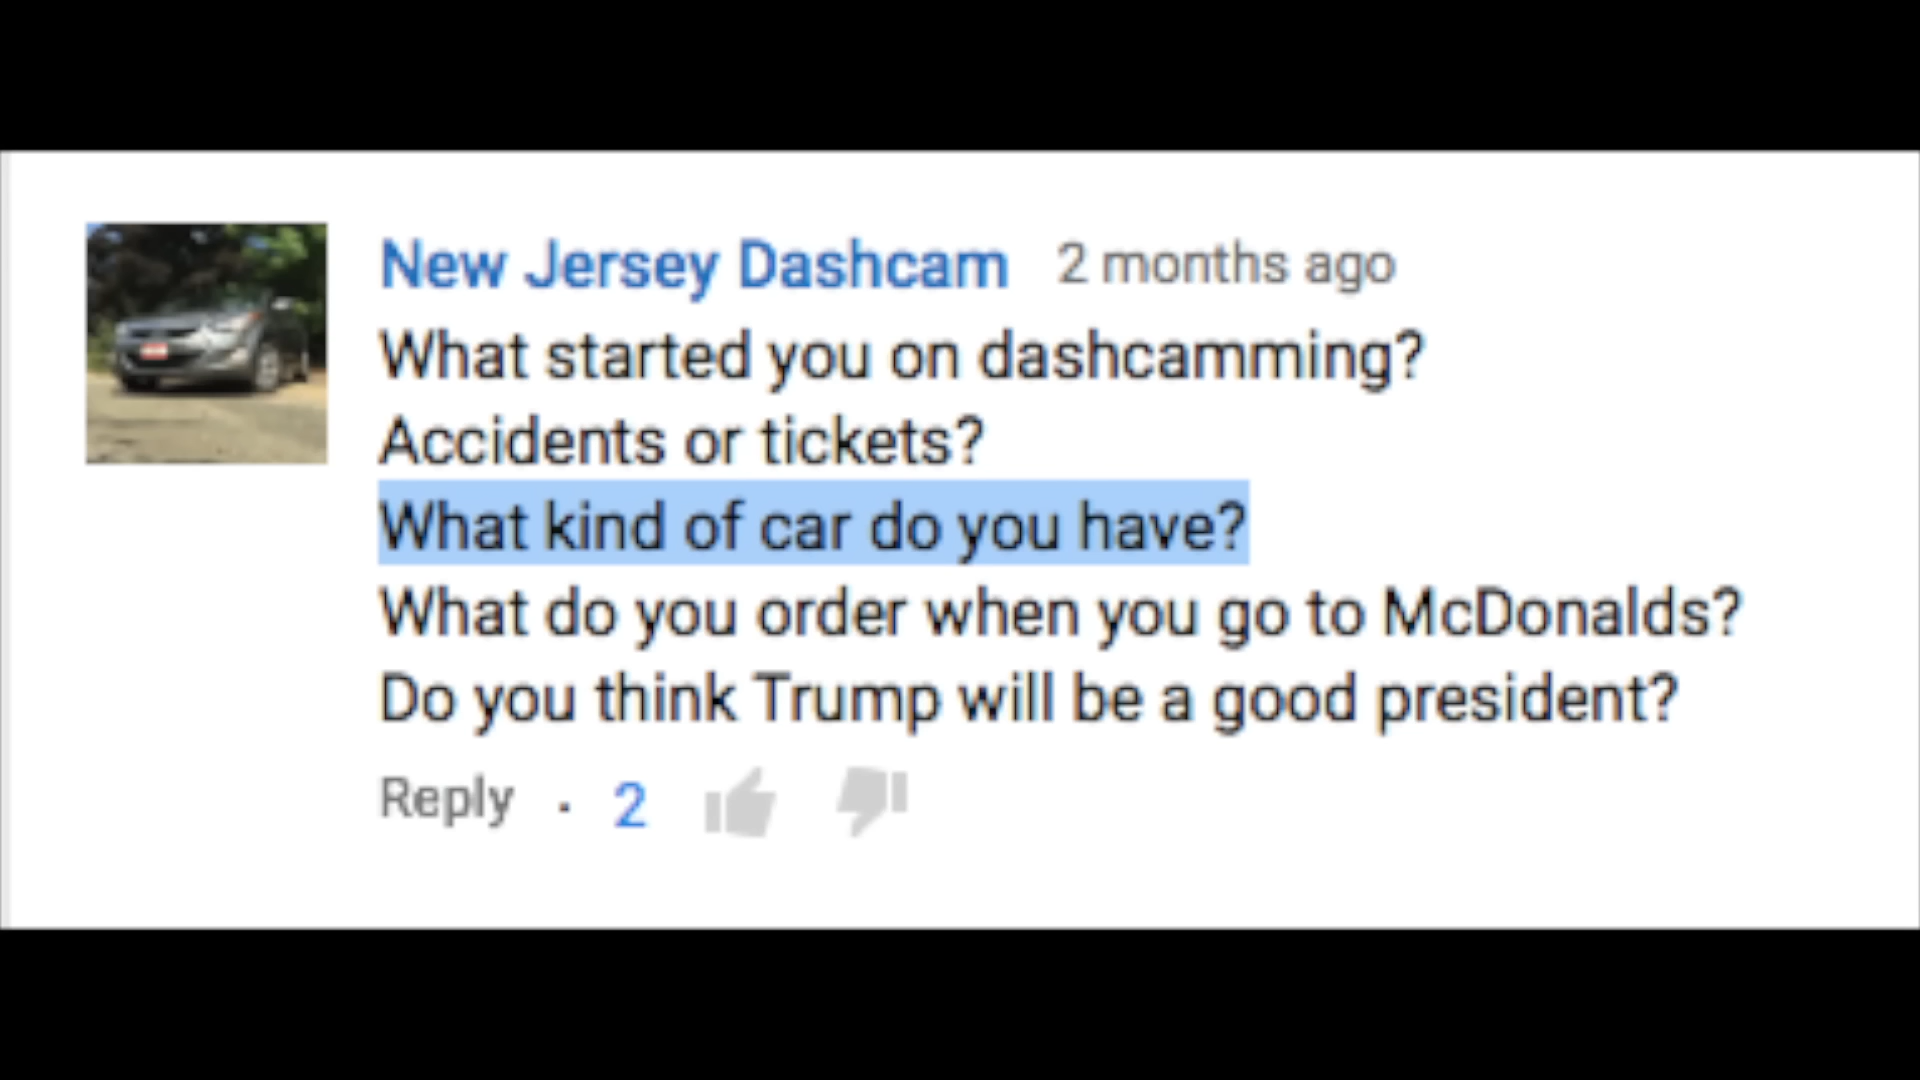 New Jersey Dashcam 2 months ago
What started you on dashcamming?
Accidents or tickets?
What kind of car do you have?
What do you order when you go to McDonalds?
Do you think Trump will be a good president?
Reply · 2